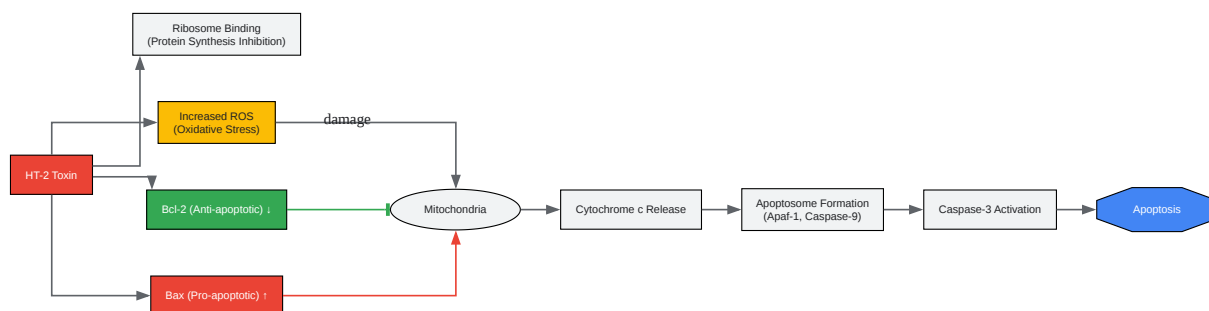 Ribosome Binding
(Protein Synthesis Inhibition)
Increased ROS
(Oxidative Stress)
damage
HT-2 Toxin
Bcl-2 (Anti-apoptotic) ↓
Mitochondria
Cytochrome c Release
Apoptosome Formation
(Apaf-1, Caspase-9)
Caspase-3 Activation
Apoptosis
Bax (Pro-apoptotic) ↑